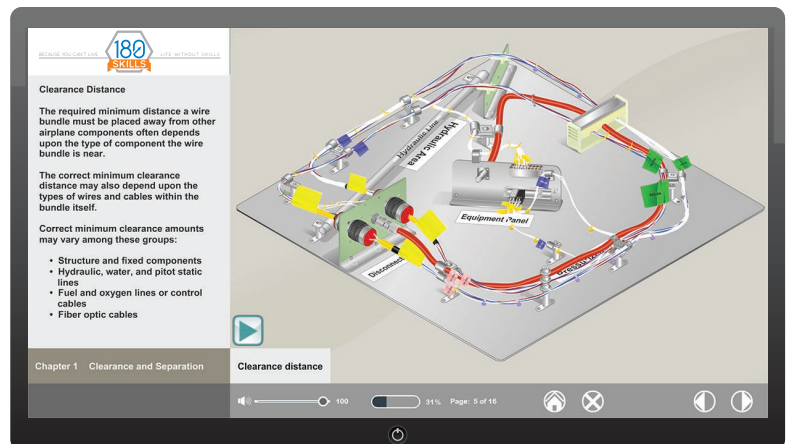 BECAUSE YOU CAN'T LIVE
180
SKILLS
LIFE WITHOUT SKILLS
Clearance Distance
The required minimum distance a wire
bundle must be placed away from other
airplane components often depends
upon the type of component the wire
bundle is near.
The correct minimum clearance
distance may also depend upon the
types of wires and cables within the
bundle itself.
Correct minimum clearance amounts
may vary among these groups:
• Structure and fixed components
• Hydraulic, water, and pitot static
lines
• Fuel and oxygen lines or control
cables
• Fiber optic cables
Hydraulic Line
Hydraulic Area
Equipment Panel
Disconnect
Chapter 1 Clearance and Separation
Clearance distance
100
31%
Page: 5 of 16